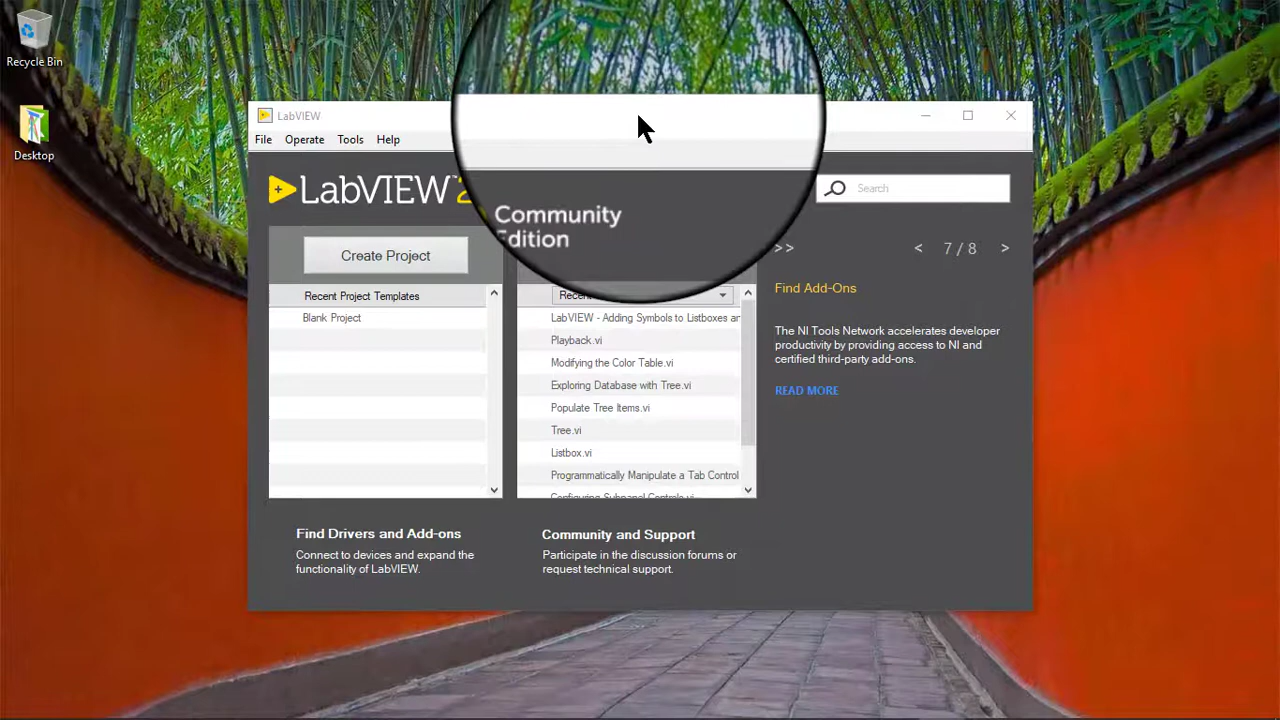 Recycle Bin
Desktop
LabVIEW
File Operate Tools Help
LabVIEW
Community
Edition
Search
Create Project
>> < 7 / 8 >
Recent Project Templates
Blank Project
LabVIEW - Adding Symbols to Listboxes
Playback.vi
Modifying the Color Table.vi
Exploring Database with Tree.vi
Populate Tree Items.vi
Tree.vi
Listbox.vi
Programmatically Manipulate a Tab Control
Configuring Subpanel Controls.vi
Find Add-Ons
The NI Tools Network accelerates developer
productivity by providing access to NI and
certified third-party add-ons.
READ MORE
Find Drivers and Add-ons
Connect to devices and expand the
functionality of LabVIEW.
Community and Support
Participate in the discussion forums or
request technical support.